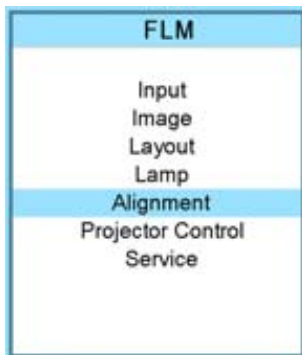 FLM
Input
Image
Layout
Lamp
Alignment
Projector Control
Service